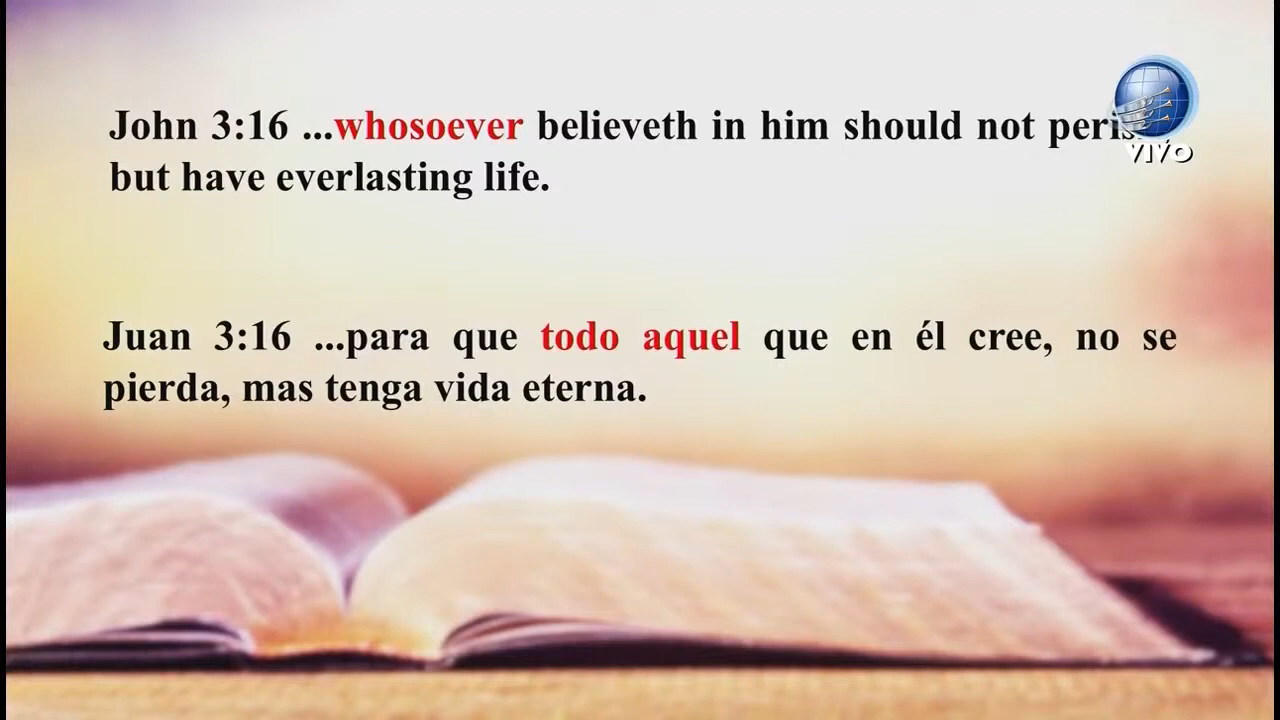 John 3:16 ...whosoever believeth in him should not
but have everlasting life.
Juan 3:16 ...para que todo aquel que en él cree, no se
pierda, mas tenga vida eterna.
VIVO